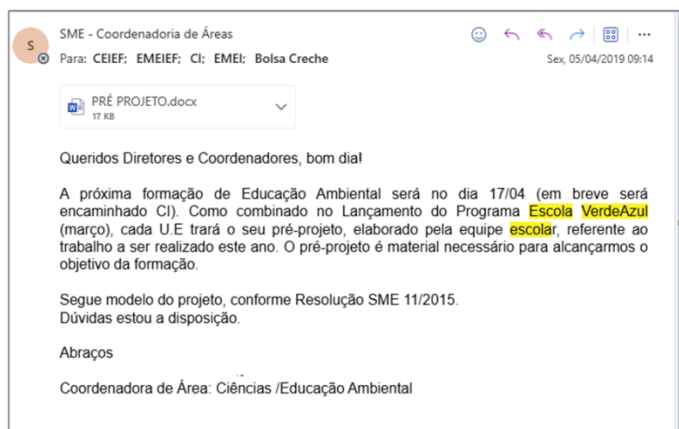 SME - Coordenadoria de Áreas
S
Para: CEIEF; EMEIEF; CI; EMEI; Bolsa Creche
Sex, 05/04/2019 09:14
PRÉ PROJETO.docx
17 KB
Queridos Diretores e Coordenadores, bom dia!
A próxima formação de Educação Ambiental será no dia 17/04 (em breve será
encaminhado CI). Como combinado no Lançamento do Programa Escola VerdeAzul
(março), cada U.E trará o seu pré-projeto, elaborado pela equipe escolar, referente ao
trabalho a ser realizado este ano. O pré-projeto é material necessário para alcançarmos o
objetivo da formação.
Segue modelo do projeto, conforme Resolução SME 11/2015.
Dúvidas estou a disposição.
Abraços
Coordenadora de Área: Ciências /Educação Ambiental